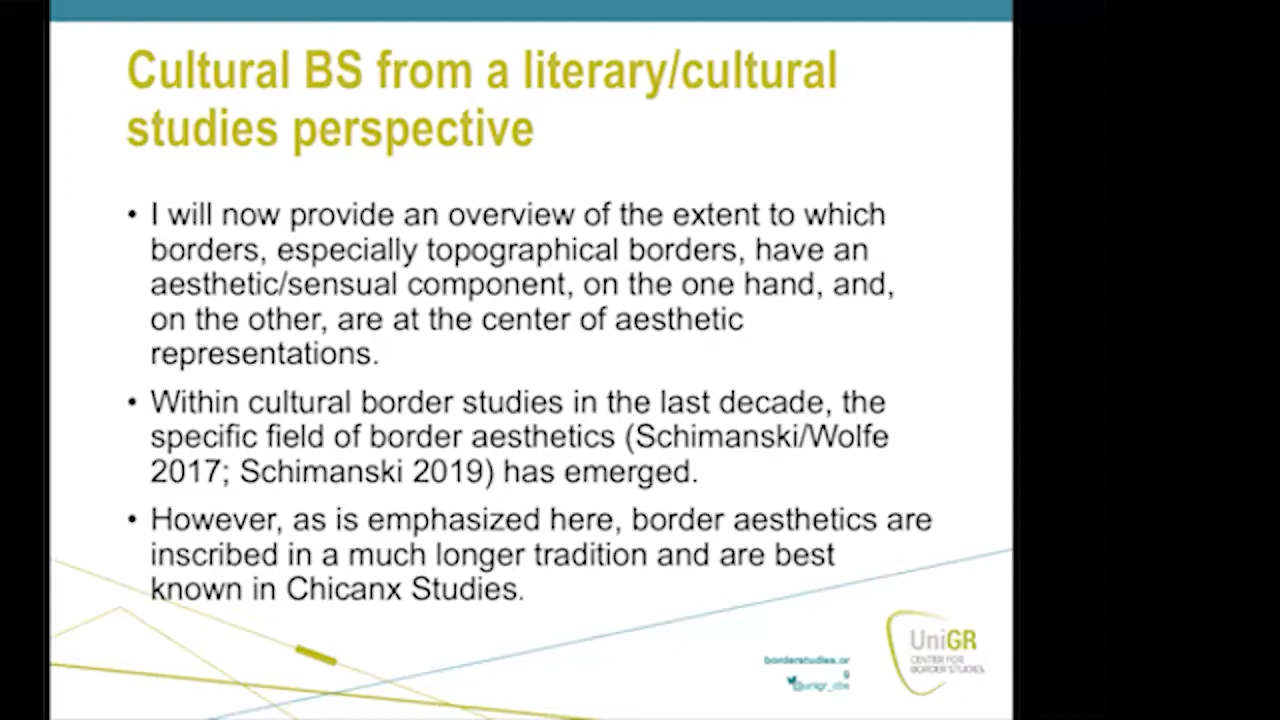 Cultural BS from a literary/cultural
studies perspective
• I will now provide an overview of the extent to which
borders, especially topographical borders, have an
aesthetic/sensual component, on the one hand, and,
on the other, are at the center of aesthetic
representations.
• Within cultural border studies in the last decade, the
specific field of border aesthetics (Schimanski/Wolfe
2017; Schimanski 2019) has emerged.
• However, as is emphasized here, border aesthetics are
inscribed in a much longer tradition and are best
known in Chicanx Studies.
borderstudies.or
g
@unigr_cbs
UniGR
CENTER FOR
BORDER STUDIES